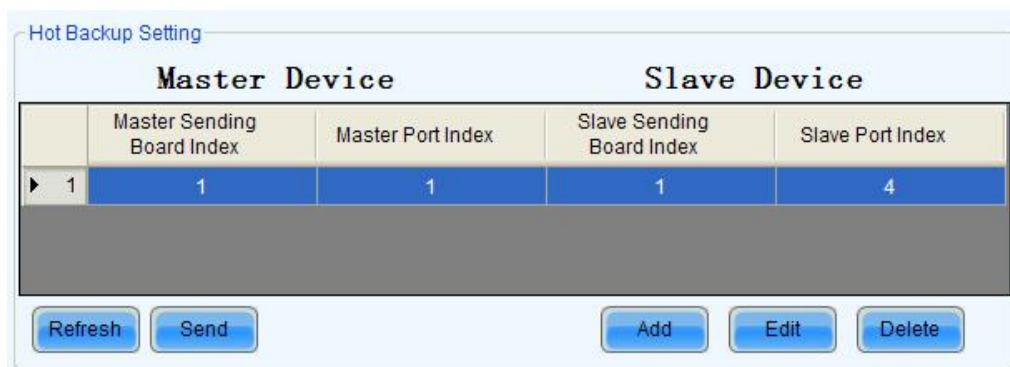 Hot Backup Setting
Master Device Slave Device
Master Sending Board Index Master Port Index Slave Sending Board Index Slave Port Index
1 1 1 1 4
Refresh Send Add Edit Delete